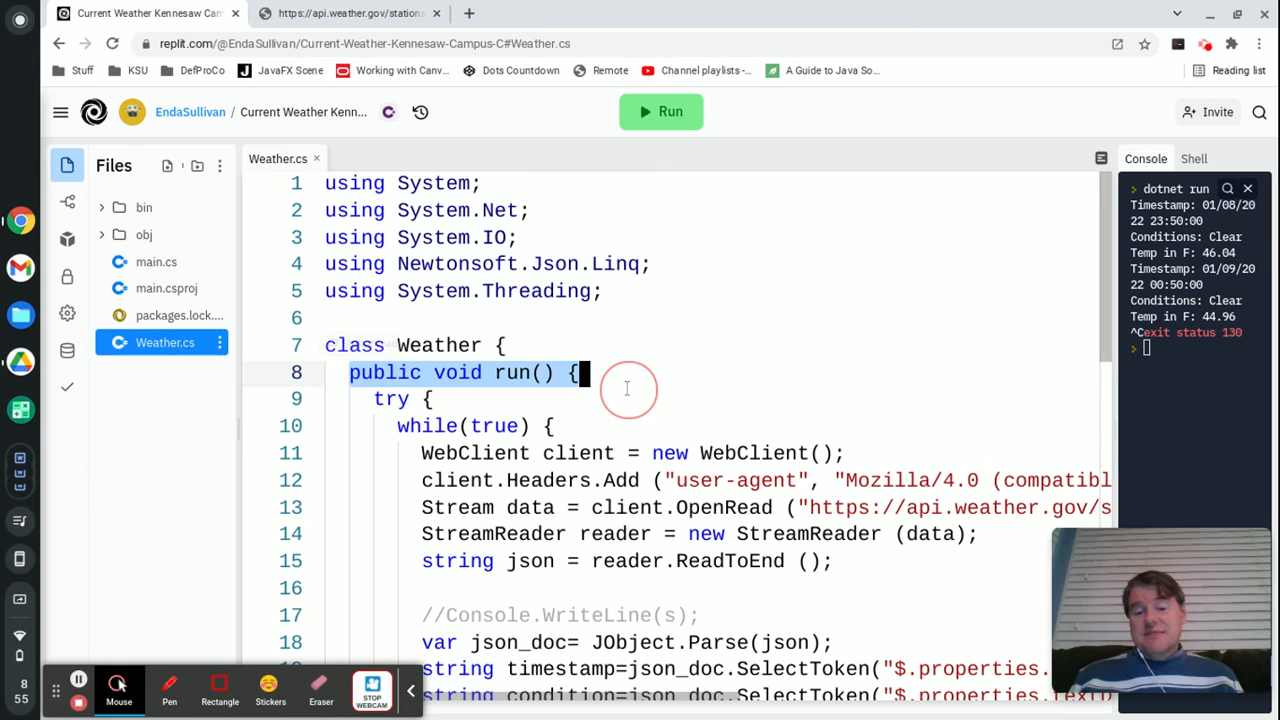 Current Weather Kennesaw Cam
https://api.weather.gov/stations
replit.com/@EndaSullivan/Current-Weather-Kennesaw-Campus-C#Weather.cs
Stuff
KSU
DefProCo
JavaFX Scene
Working with Canv...
Dots Countdown
Remote
Channel playlists -...
A Guide to Java So...
Reading list
EndaSullivan / Current Weather Kenn...
Run
Invite
Files
bin
obj
main.cs
main.csproj
packages.lock....
Weather.cs
Weather.cs
1 using System;
2 using System.Net;
3 using System.IO;
4 using Newtonsoft.Json.Linq;
5 using System.Threading;
6
7 class Weather {
8 public void run() {
9 try {
10 while(true) {
11 WebClient client = new WebClient();
12 client.Headers.Add ("user-agent", "Mozilla/4.0 (compatibl
13 Stream data = client.OpenRead ("https://api.weather.gov/s
14 StreamReader reader = new StreamReader (data);
15 string json = reader.ReadToEnd ();
16
17 //Console.WriteLine(s);
18 var json_doc= JObject.Parse(json);
string timestamp=json_doc.SelectToken("$.properties.
string condition=json_doc.SelectToken("$.properties.
Console
Shell
dotnet run
Timestamp: 01/08/20
22 23:50:00
Conditions: Clear
Temp in F: 46.04
Timestamp: 01/09/20
22 00:50:00
Conditions: Clear
Temp in F: 44.96
^Cexit status 130
8
55
Mouse
Pen
Rectangle
Stickers
Eraser
STOP
WEBCAM